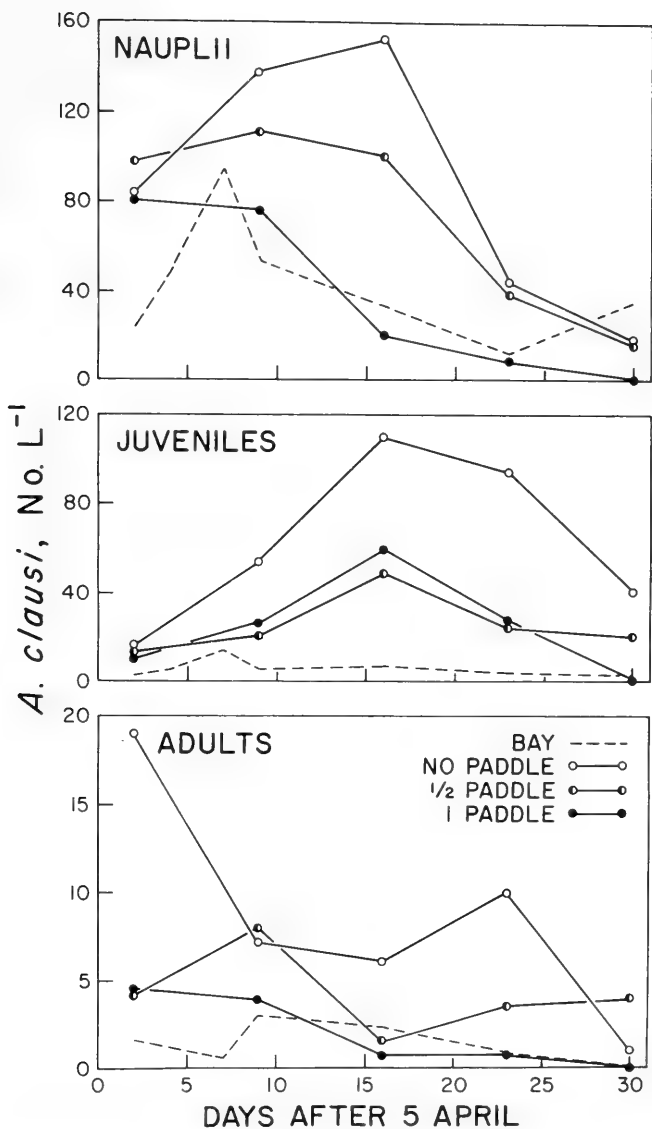 NAUPLII
160
120
80
40
0
JUVENILES
120
80
40
0
A. clausi, No. L⁻¹
ADULTS
20
15
10
5
0
BAY
NO PADDLE
1/2 PADDLE
1 PADDLE
0 5 10 15 20 25 30
DAYS AFTER 5 APRIL